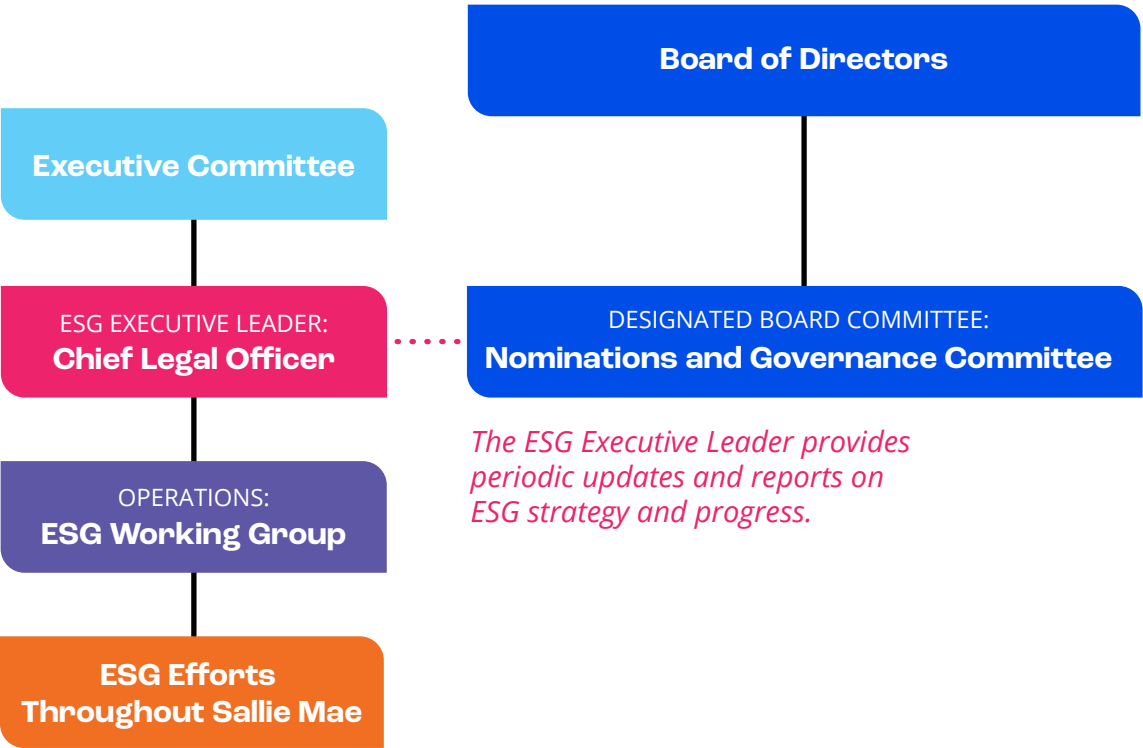 Board of Directors
Executive Committee
ESG EXECUTIVE LEADER:
Chief Legal Officer
DESIGNATED BOARD COMMITTEE:
Nominations and Governance Committee
The ESG Executive Leader provides
periodic updates and reports on
ESG strategy and progress.
OPERATIONS:
ESG Working Group
ESG Efforts
Throughout Sallie Mae